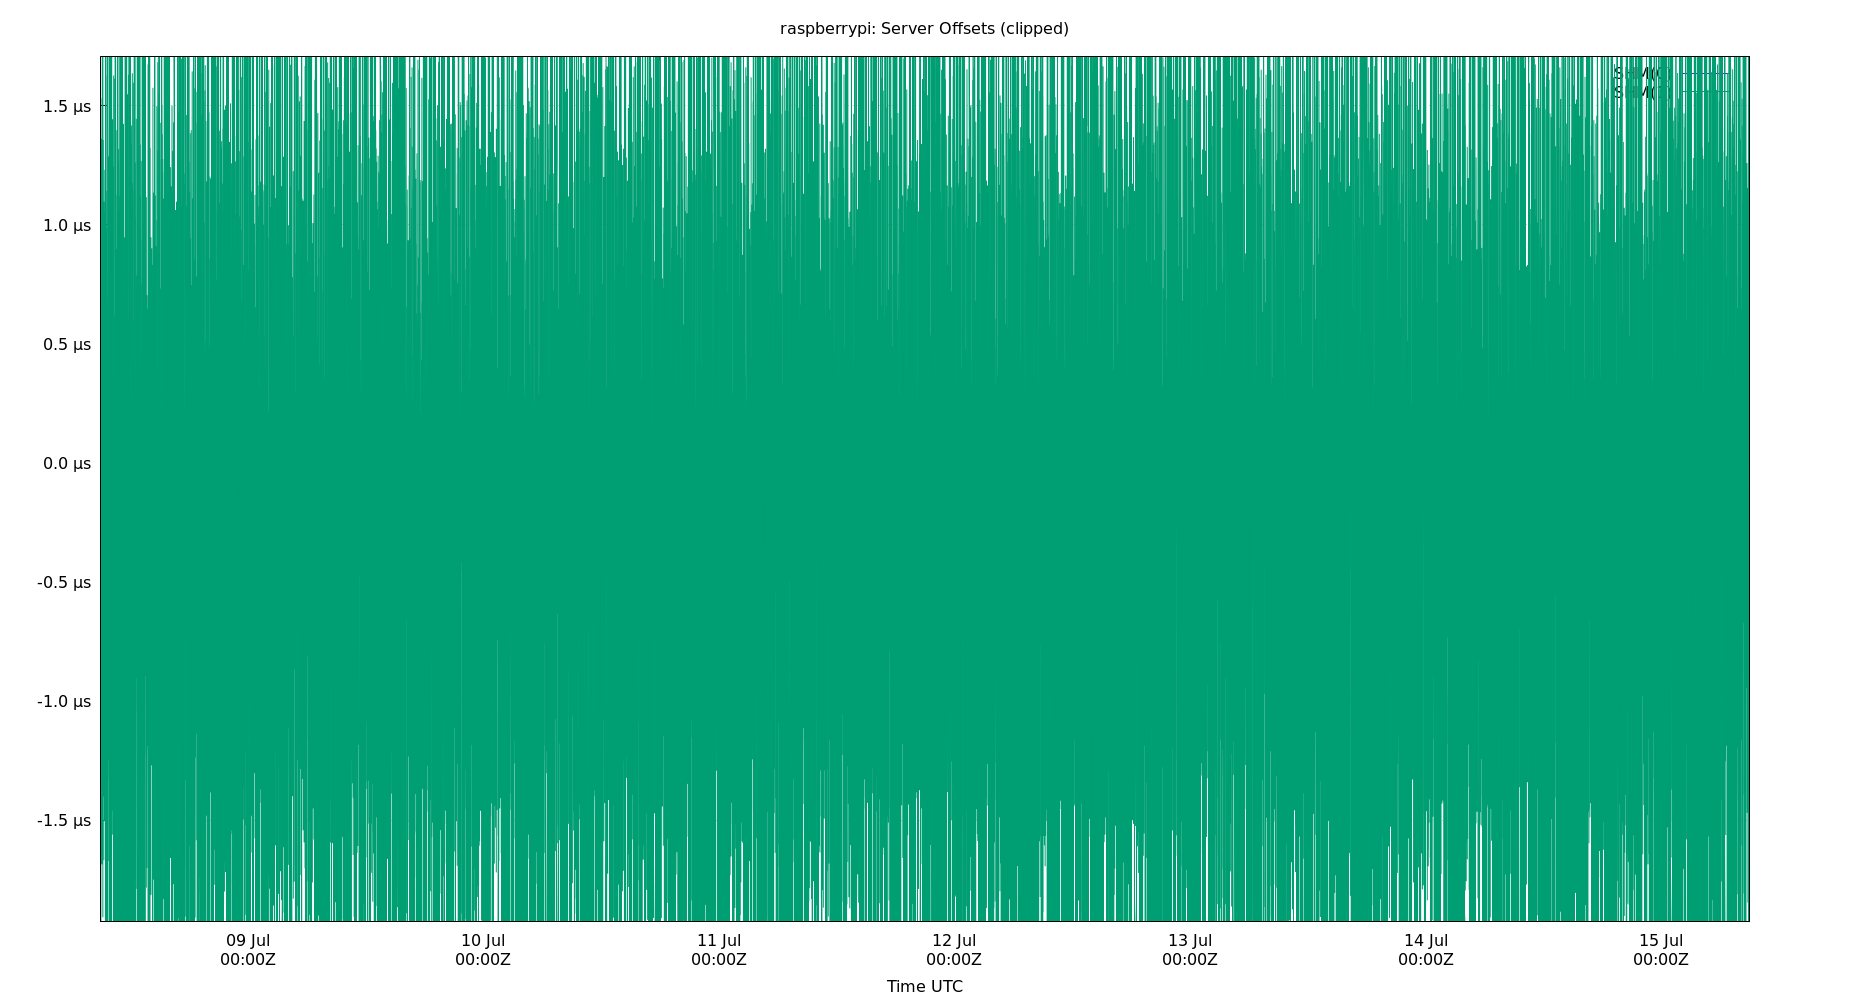 raspberrypi: Server Offsets (clipped)
1.5 µs
1.0 µs
0.5 µs
0.0 µs
-0.5 µs
-1.0 µs
-1.5 µs
09 Jul
00:00Z
10 Jul
00:00Z
11 Jul
00:00Z
12 Jul
00:00Z
13 Jul
00:00Z
14 Jul
00:00Z
15 Jul
00:00Z
Time UTC